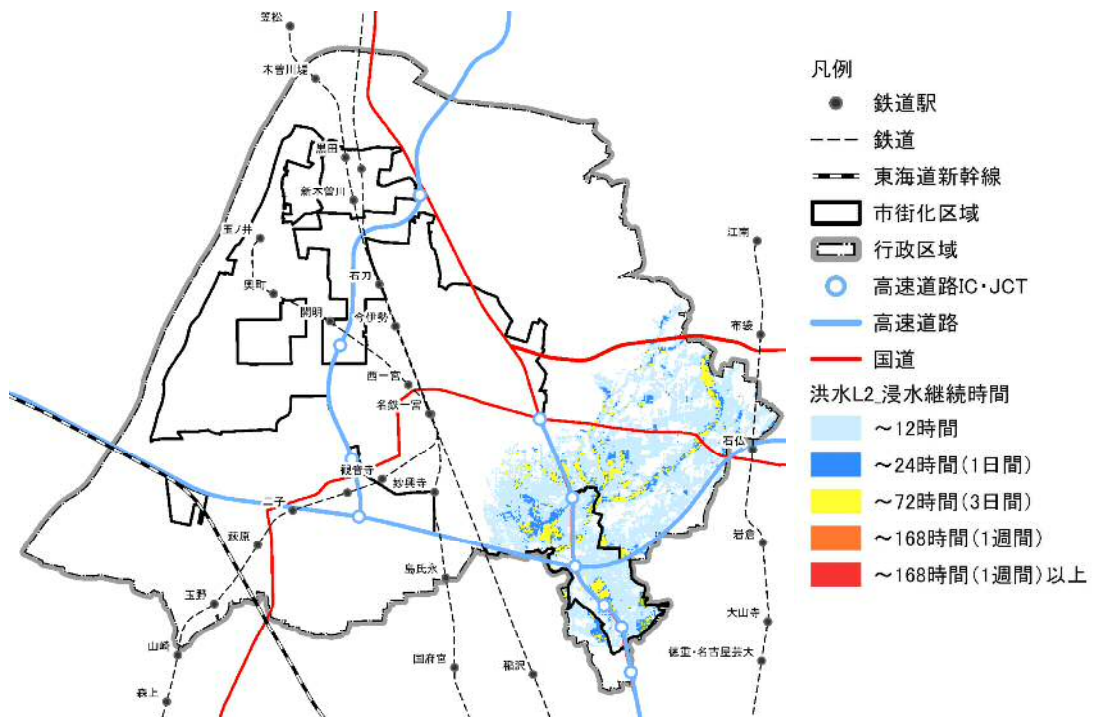 笠松
木曽川堤
黒田
新木曽川
玉ノ井
奥町
石刀
開明
今伊勢
西一宮
名鉄一宮
観音寺
妙興寺
二子
萩原
玉野
山崎
森上
島氏永
国府宮
稲沢
江南
布袋
石仏
岩倉
大山寺
徳重・名古屋芸大
凡例
鉄道駅
鉄道
東海道新幹線
市街化区域
行政区域
高速道路IC・JCT
高速道路
国道
洪水L2_浸水継続時間
～12時間
～24時間(1日間)
～72時間(3日間)
～168時間(1週間)
～168時間(1週間)以上